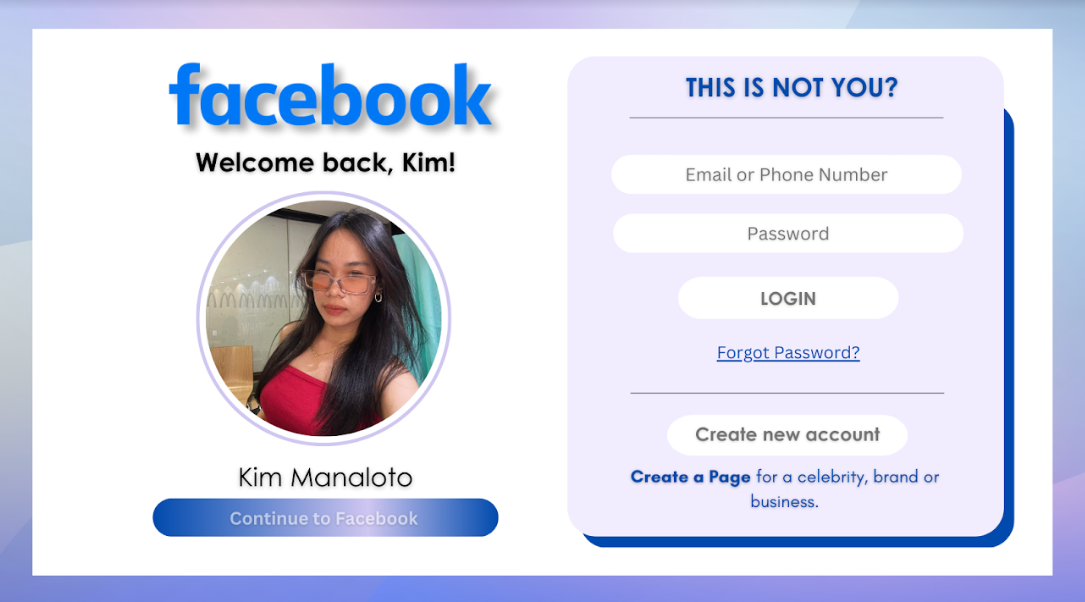 facebook
Welcome back, Kim!
Kim Manaloto
Continue to Facebook
THIS IS NOT YOU?
Email or Phone Number
Password
LOGIN
Forgot Password?
Create new account
Create a Page for a celebrity, brand or
business.